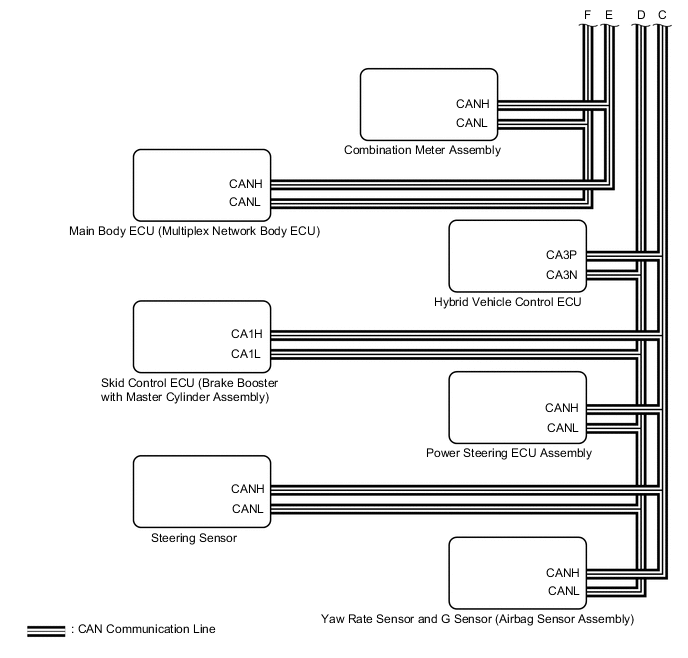 F E D C
CANH
CANL
Combination Meter Assembly
CANH
CANL
Main Body ECU (Multiplex Network Body ECU)
CA3P
CA3N
Hybrid Vehicle Control ECU
CA1H
CA1L
Skid Control ECU (Brake Booster
with Master Cylinder Assembly)
CANH
CANL
Power Steering ECU Assembly
CANH
CANL
Steering Sensor
CANH
CANL
Yaw Rate Sensor and G Sensor (Airbag Sensor Assembly)
: CAN Communication Line